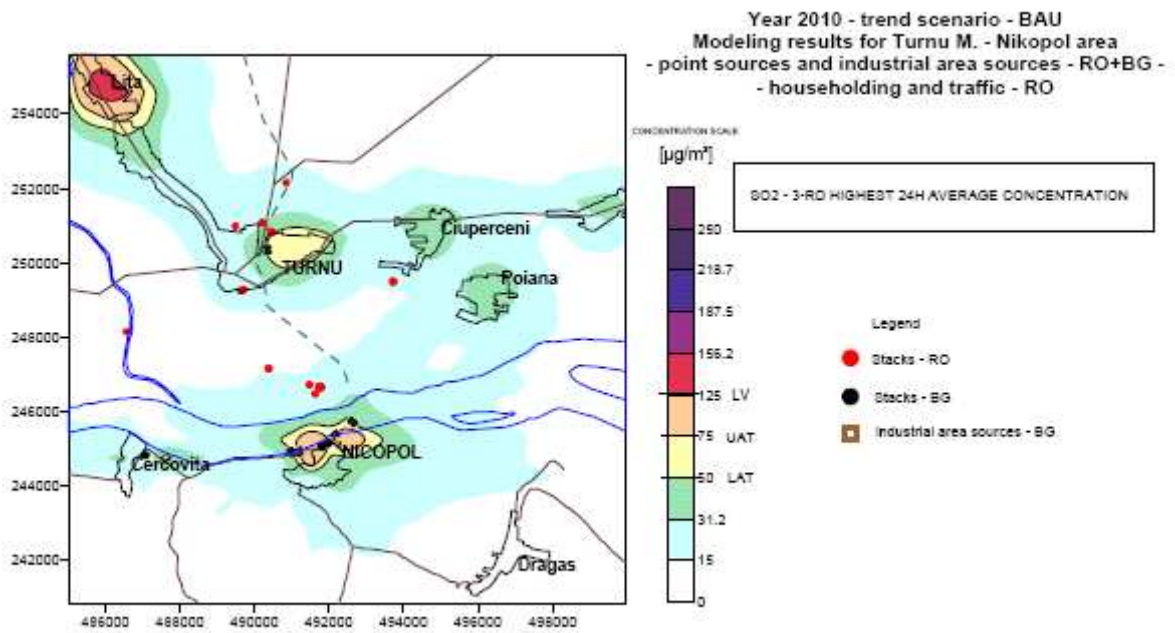 Year 2010 - trend scenario - BAU
Modeling results for Turnu M. - Nikopol area
- point sources and industrial area sources - RO+BG -
- householding and traffic - RO
CONCENTRATION SCALE
[µg/m³]
SO2 - 3-RD HIGHEST 24H AVERAGE CONCENTRATION
250
218.7
187.5
156.2
125 LV
75 UAT
50 LAT
31.2
15
0
Legend
Stacks - RO
Stacks - BG
Industrial area sources - BG
Lita
Ciuperceni
TURNU
Poiana
NICOPOL
Cercovita
Dragas
254000
252000
250000
248000
246000
244000
242000
486000 488000 490000 492000 494000 496000 498000